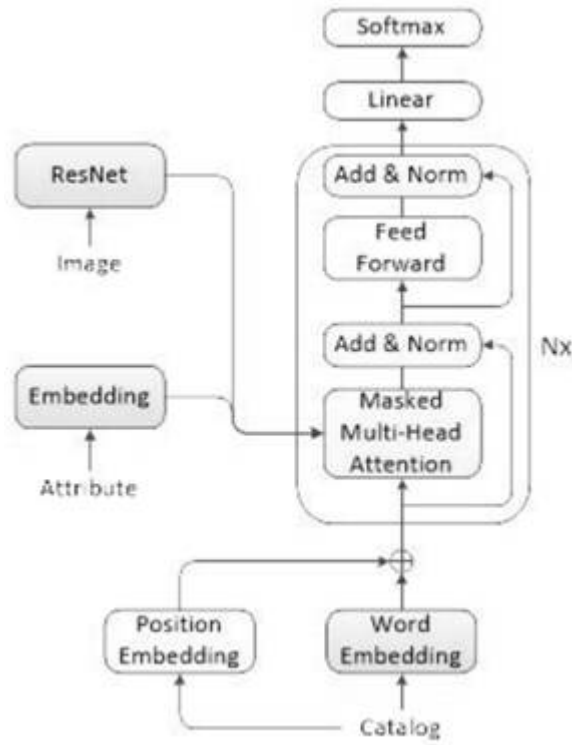 Softmax
Linear
Add & Norm
Feed
Forward
Add & Norm
Masked
Multi-Head
Attention
Nx
ResNet
Image
Embedding
Attribute
Position
Embedding
Word
Embedding
Catalog